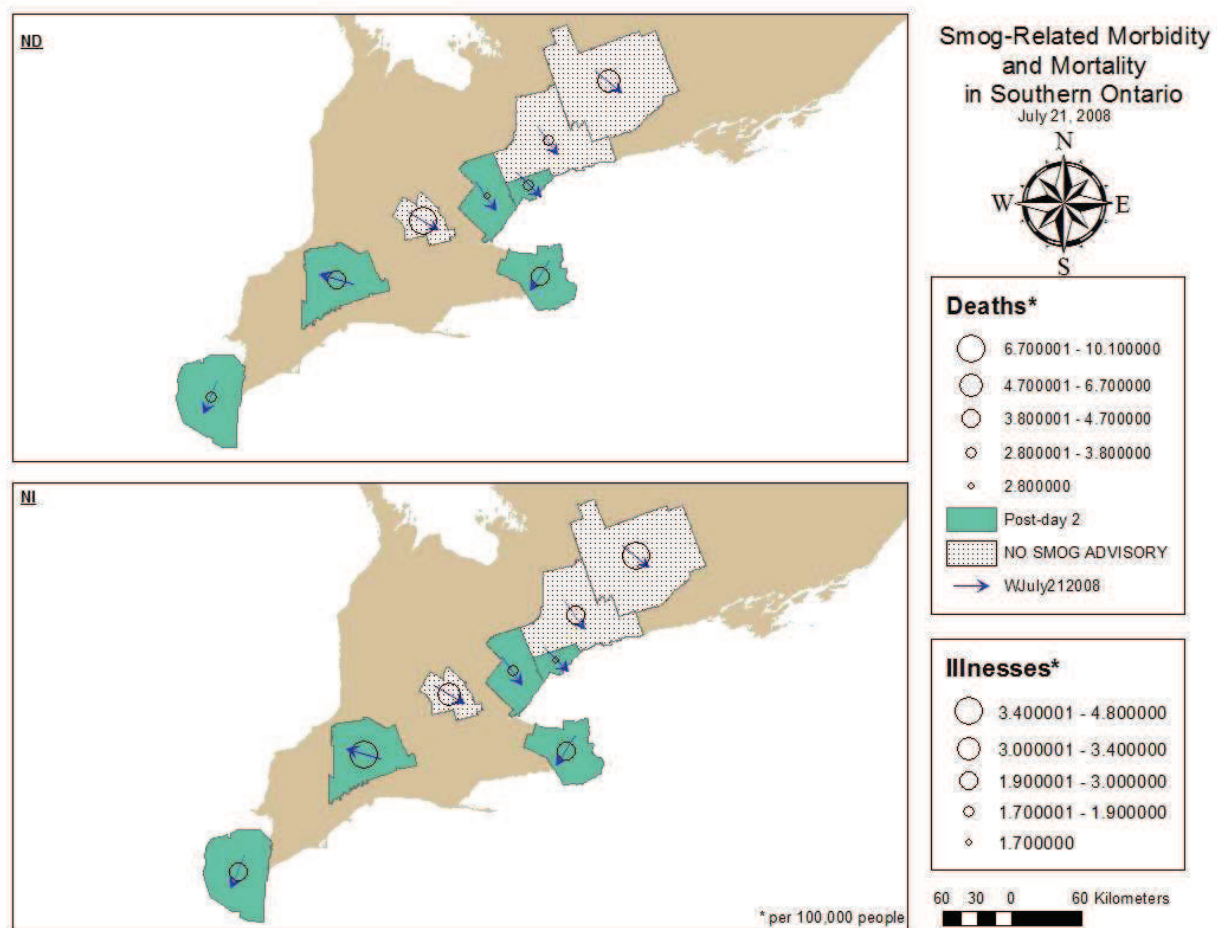 ND
NI
* per 100,000 people
Smog-Related Morbidity
and Mortality
in Southern Ontario
July 21, 2008
N
W E
S
Deaths*
6.700001 - 10.100000
4.700001 - 6.700000
3.800001 - 4.700000
2.800001 - 3.800000
2.800000
Post-day 2
NO SMOG ADVISORY
WJuly212008
Illnesses*
3.400001 - 4.800000
3.000001 - 3.400000
1.900001 - 3.000000
1.700001 - 1.900000
1.700000
60 30 0 60 Kilometers